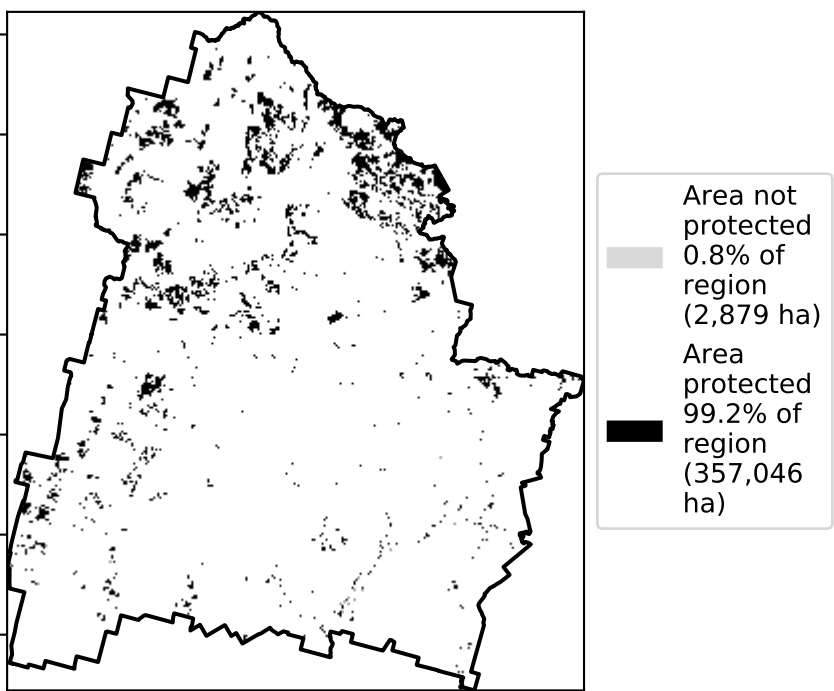 Area not
protected
0.8% of
region
(2,879 ha)
Area
protected
99.2% of
region
(357,046
ha)